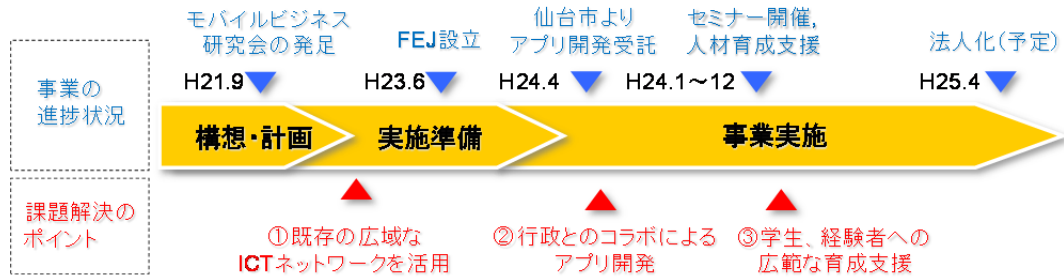 モバイルビジネス
研究会の発足
FEJ設立
仙台市より
アプリ開発受託
セミナー開催,
人材育成支援
法人化(予定)
事業の
進捗状況
H21.9
H23.6
H24.4
H24.1～12
H25.4
構想・計画
実施準備
事業実施
課題解決の
ポイント
①既存の広域な
ICTネットワークを活用
②行政とのコラボによる
アプリ開発
③学生、経験者への
広範な育成支援